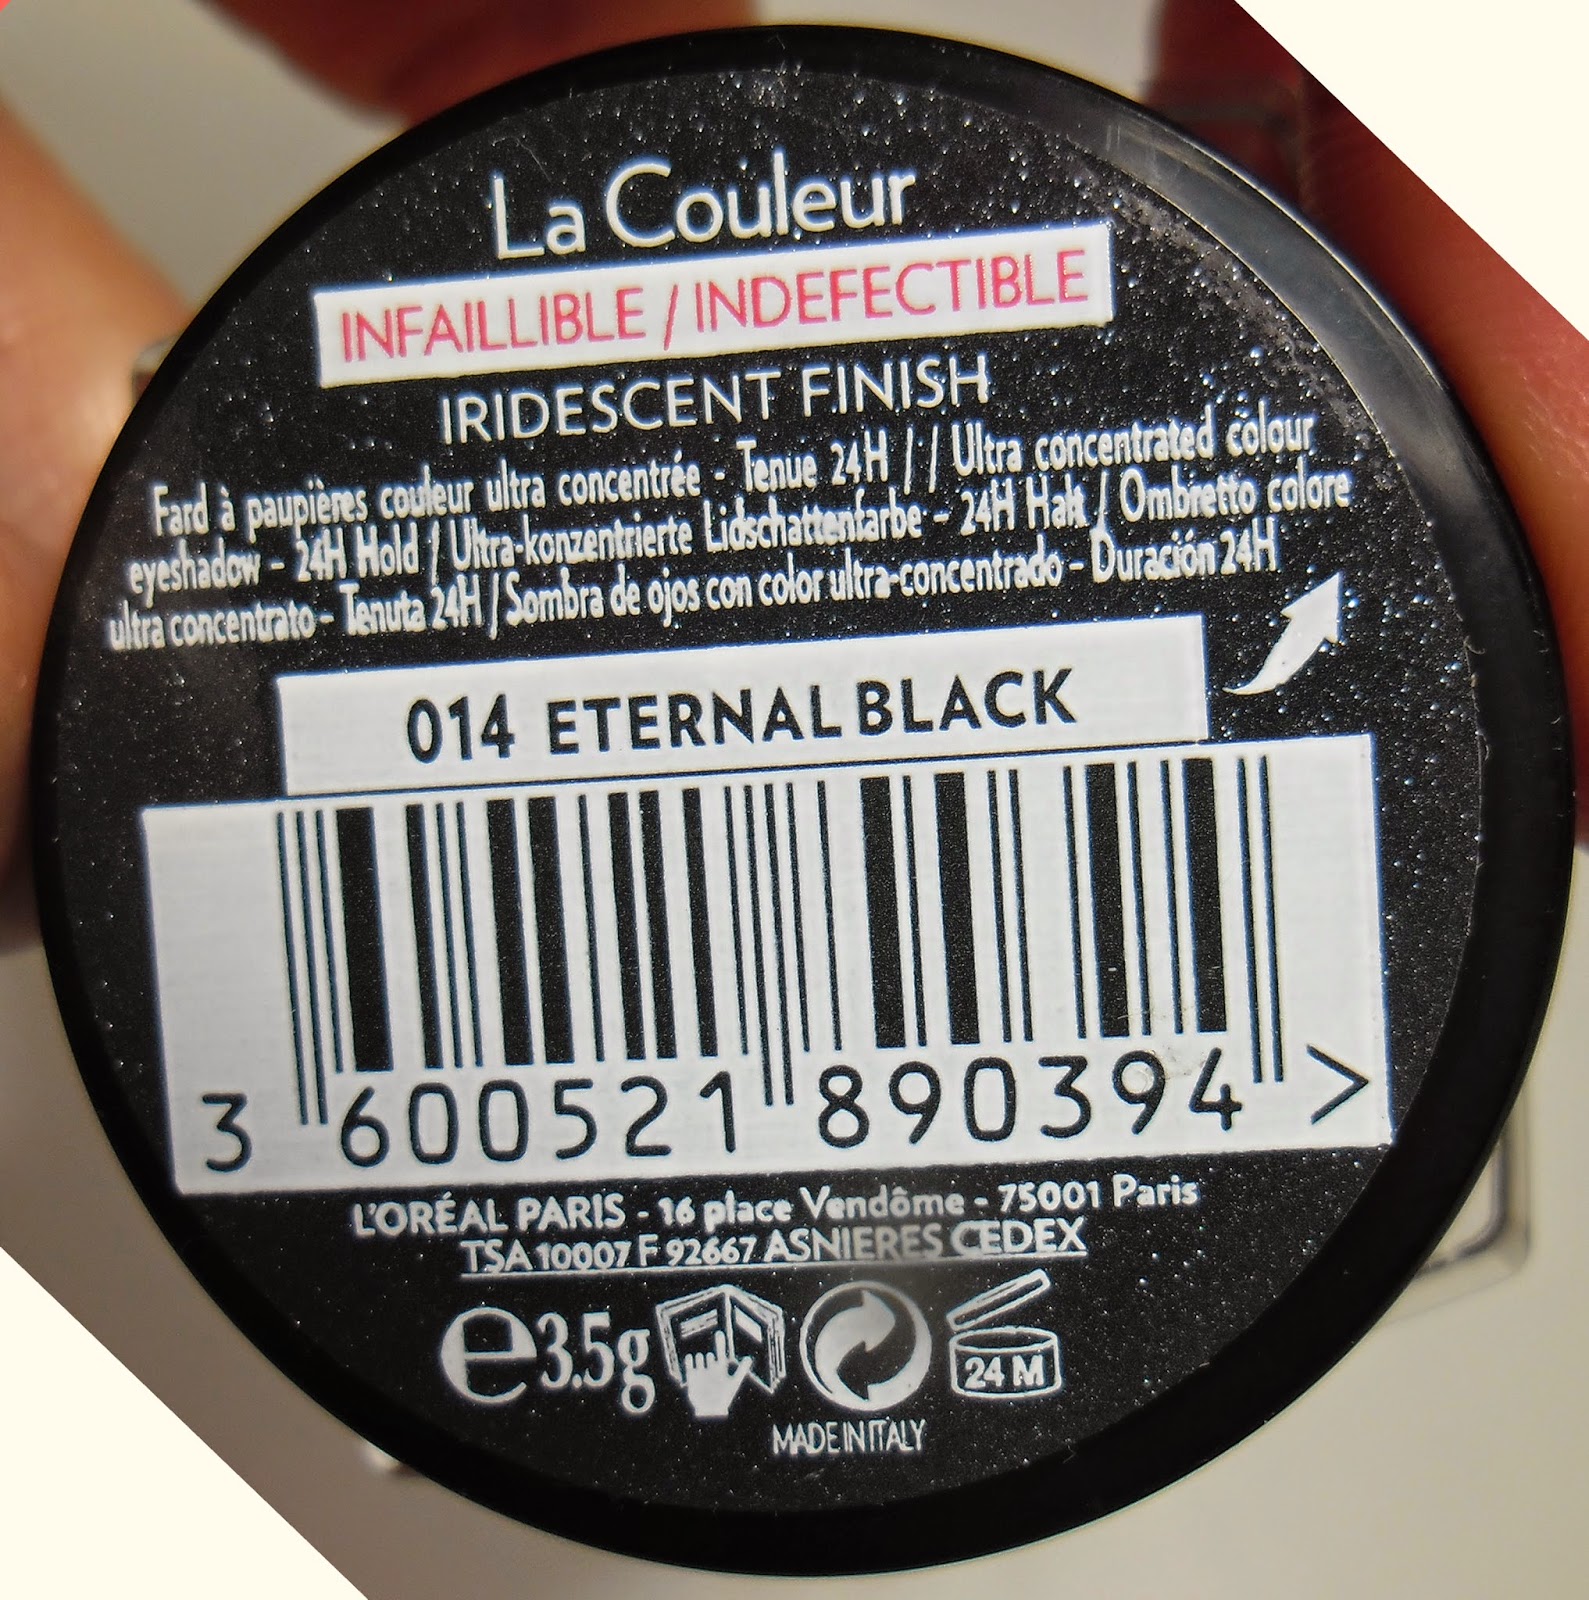 La Couleur
INFAILLIBLE / INDEFECTIBLE
IRIDESCENT FINISH
Fard à paupières couleur ultra concentrée - Tenue 24H / / Ultra concentrated colour
eyeshadow - 24H Hold / Ultra-konzentrierte Lidschattenfarbe - 24H Halt / Ombretto colore
ultra concentrato - Tenuta 24H / Sombra de ojos con color ultra-concentrado - Duración 24H
014 ETERNAL BLACK
3 600521 890394 >
L'ORÉAL PARIS - 16 place Vendôme - 75001 Paris
TSA 10007 F 92667 ASNIERES CEDEX
e 3.5g 24 M
MADE IN ITALY